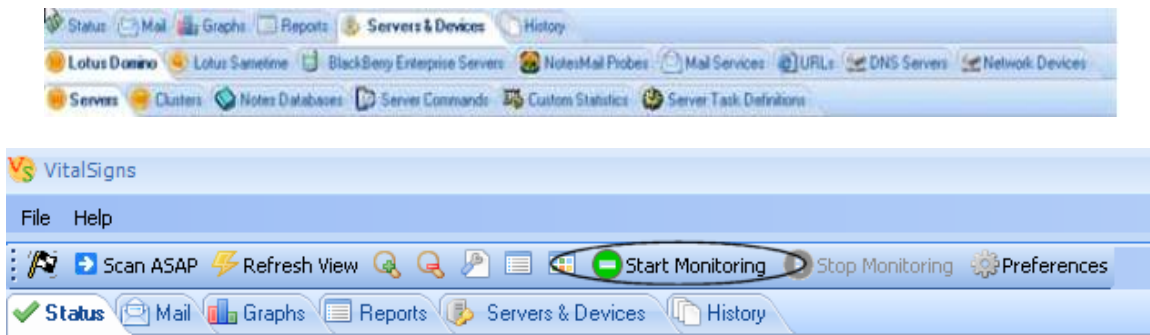 Status Mail Graphs Reports Servers & Devices History
Lotus Domino Lotus Sametime BlackBerry Enterprise Servers NotesMail Probes Mail Services URLs DNS Servers Network Devices
Servers Clusters Notes Databases Server Commands Custom Statistics Server Task Definitions
VS VitalSigns
File Help
Scan ASAP Refresh View Start Monitoring Stop Monitoring Preferences
Status Mail Graphs Reports Servers & Devices History